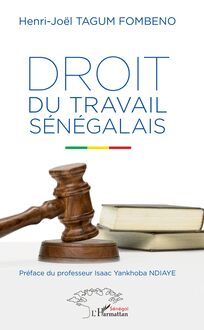 Henri-Joël TAGUM FOMBENO
DROIT
DU TRAVAIL
SÉNÉGALAIS
Préface du professeur Isaac Yankhoba NDIAYE
L'Harmattan
Sénégal